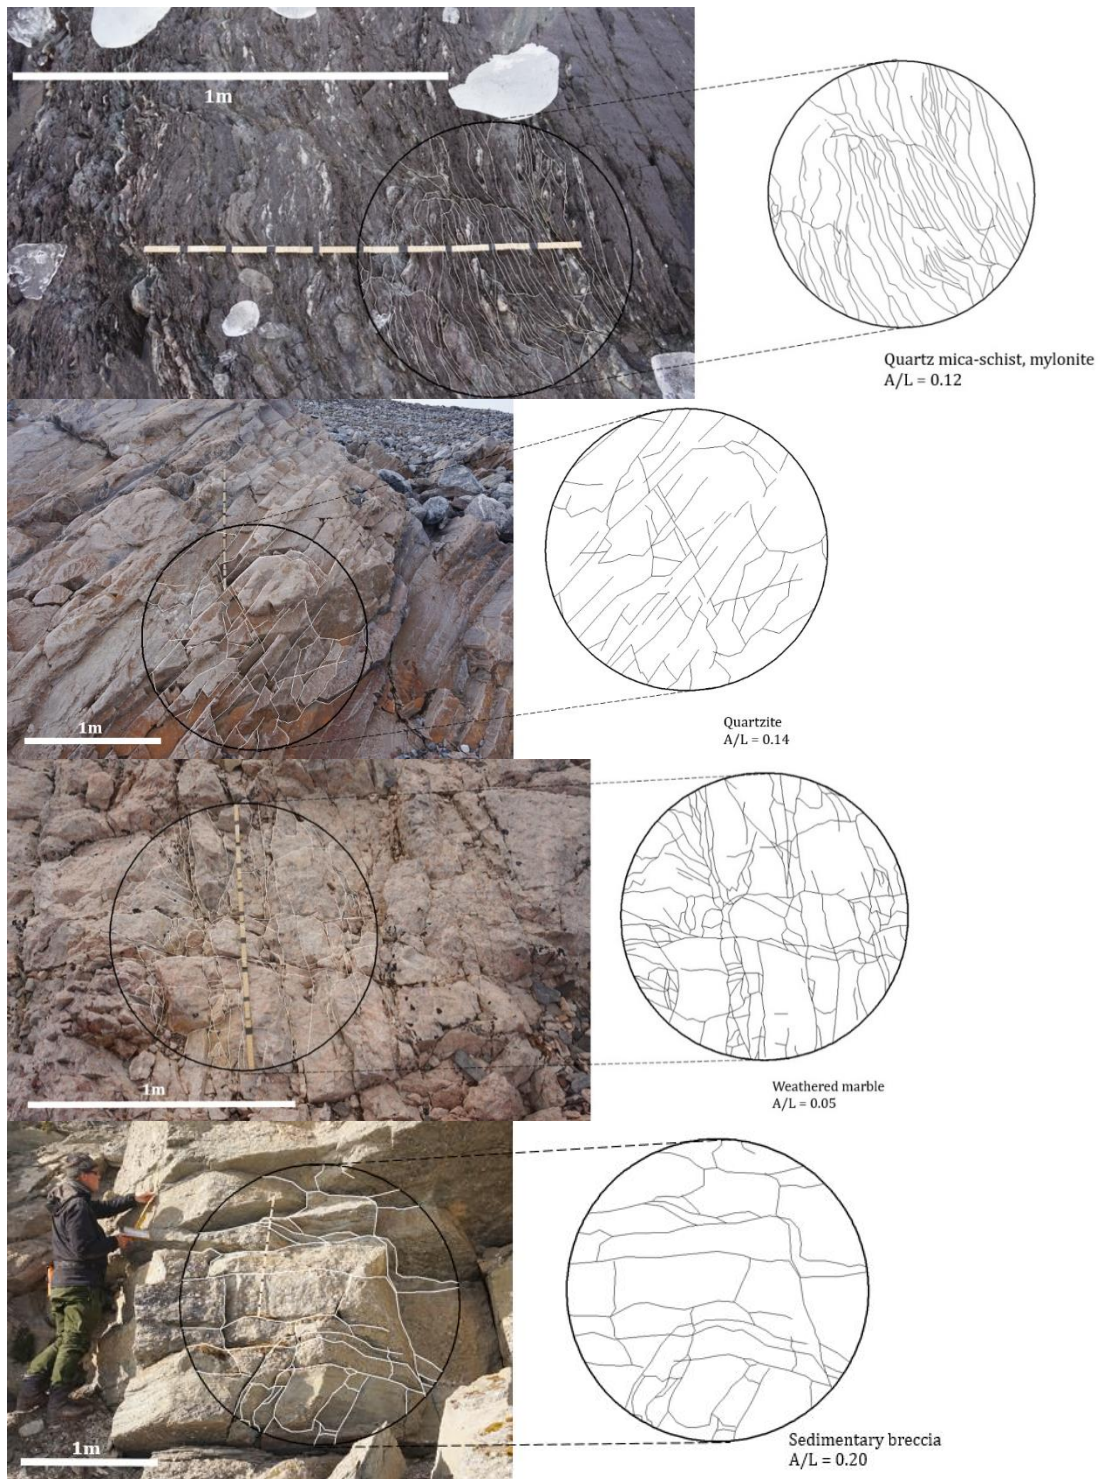 1m
Quartz mica-schist, mylonite
A/L = 0.12
1m
Quartzite
A/L = 0.14
1m
Weathered marble
A/L = 0.05
1m
Sedimentary breccia
A/L = 0.20